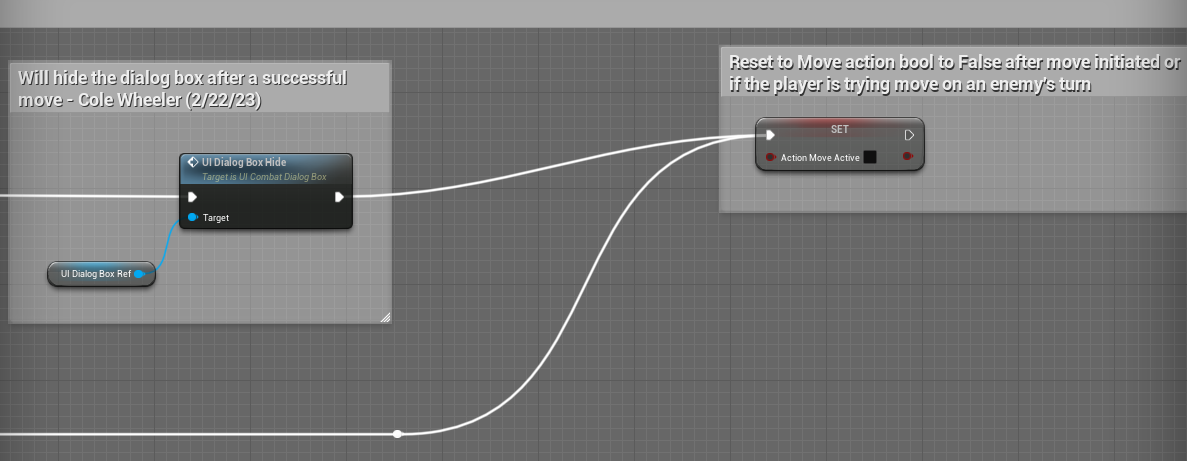 Will hide the dialog box after a successful
move - Cole Wheeler (2/22/23)
UI Dialog Box Hide
Target is UI Combat Dialog Box
Target
UI Dialog Box Ref
Reset to Move action bool to False after move initiated or
if the player is trying move on an enemy's turn
SET
Action Move Active